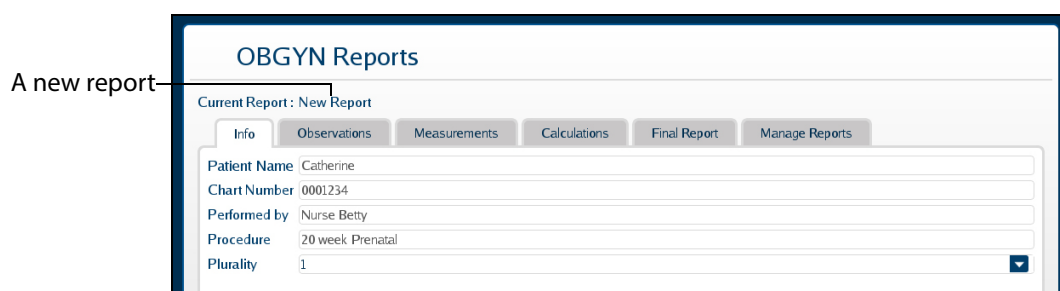 OBGYN Reports
A new report
Current Report : New Report
Info Observations Measurements Calculations Final Report Manage Reports
Patient Name Catherine
Chart Number 0001234
Performed by Nurse Betty
Procedure 20 week Prenatal
Plurality 1